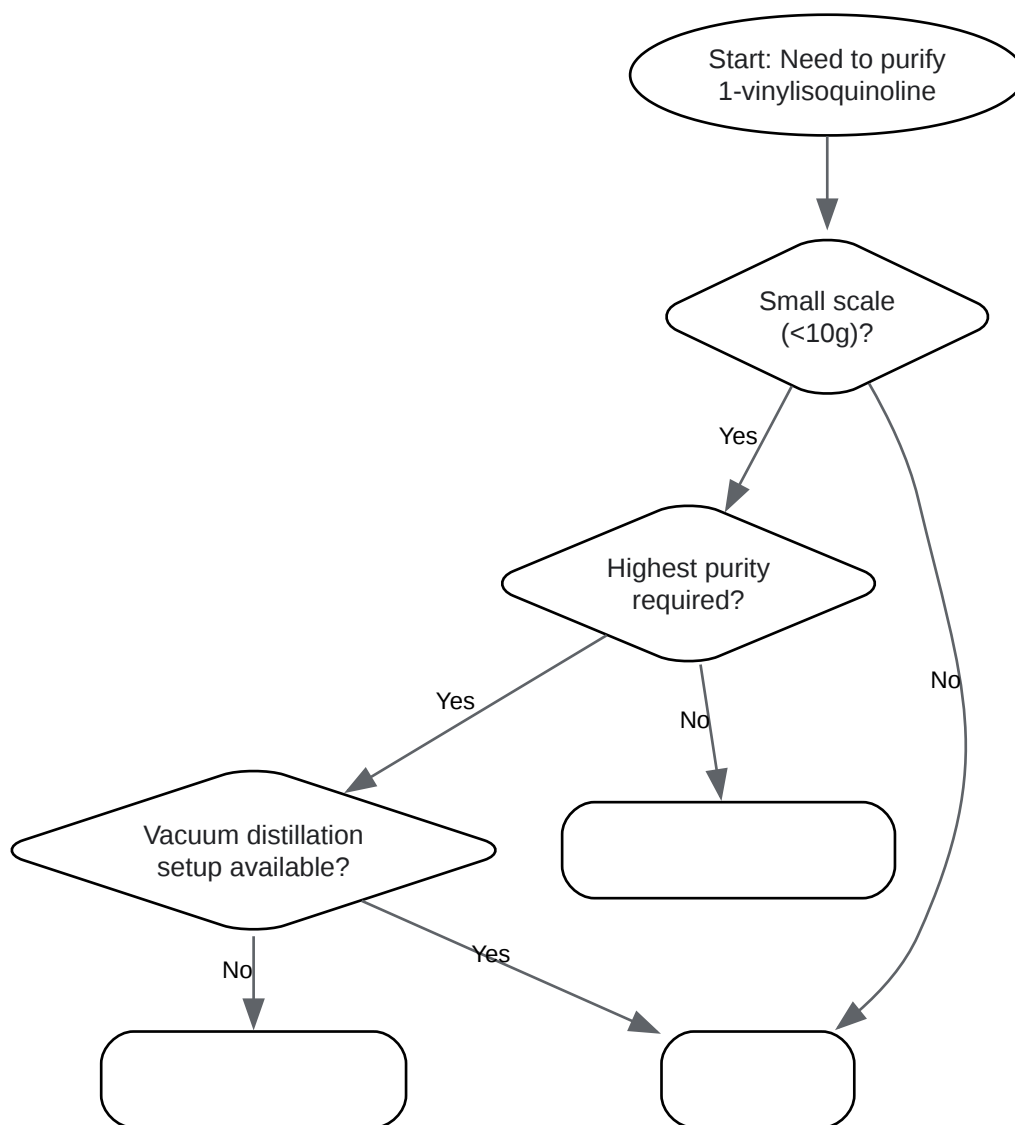 Start: Need to purify
1-vinylisoquinoline
Small scale
(<10g)?
Yes
Highest purity
required?
No
Yes
No
Vacuum distillation
setup available?
Yes
No